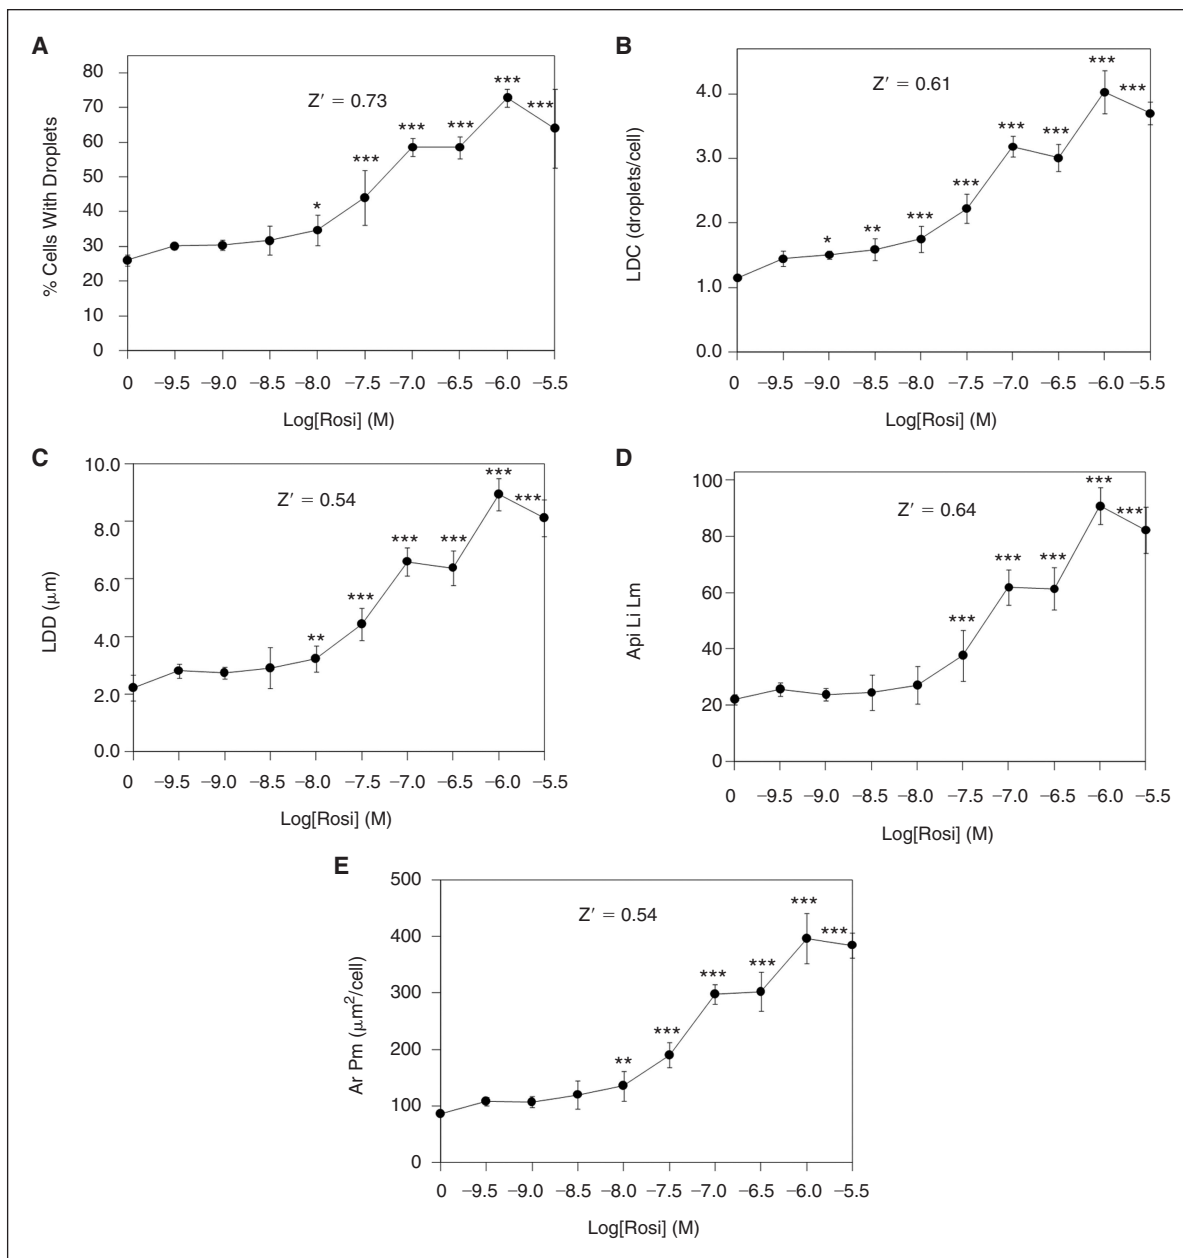 A
Z′ = 0.73
% Cells With Droplets
80
70
60
50
40
30
20
10
0
*
***
***
***
***
***
0 −9.5 −9.0 −8.5 −8.0 −7.5 −7.0 −6.5 −6.0 −5.5
Log[Rosi] (M)
B
Z′ = 0.61
LDC (droplets/cell)
4.0
3.0
2.0
1.0
0.0
*
**
***
***
***
***
***
***
0 −9.5 −9.0 −8.5 −8.0 −7.5 −7.0 −6.5 −6.0 −5.5
Log[Rosi] (M)
C
Z′ = 0.54
LDD (μm)
10.0
8.0
6.0
4.0
2.0
0.0
**
***
***
***
***
***
0 −9.5 −9.0 −8.5 −8.0 −7.5 −7.0 −6.5 −6.0 −5.5
Log[Rosi] (M)
D
Z′ = 0.64
Api Li Lm
100
80
60
40
20
0
***
***
***
***
***
0 −9.5 −9.0 −8.5 −8.0 −7.5 −7.0 −6.5 −6.0 −5.5
Log[Rosi] (M)
E
Z′ = 0.54
Ar Pm (μm²/cell)
500
400
300
200
100
0
**
***
***
***
***
***
0 −9.5 −9.0 −8.5 −8.0 −7.5 −7.0 −6.5 −6.0 −5.5
Log[Rosi] (M)